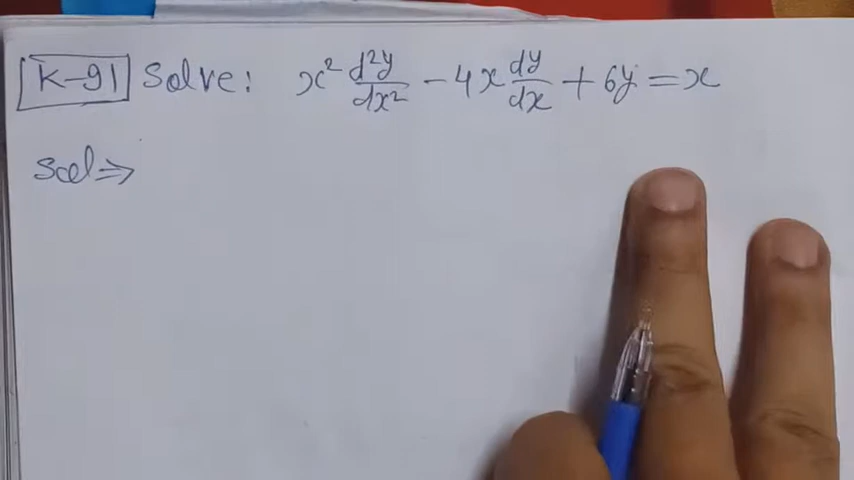 K-91 Solve: x² d²y/dx² - 4x dy/dx + 6y = x
Sol⇒